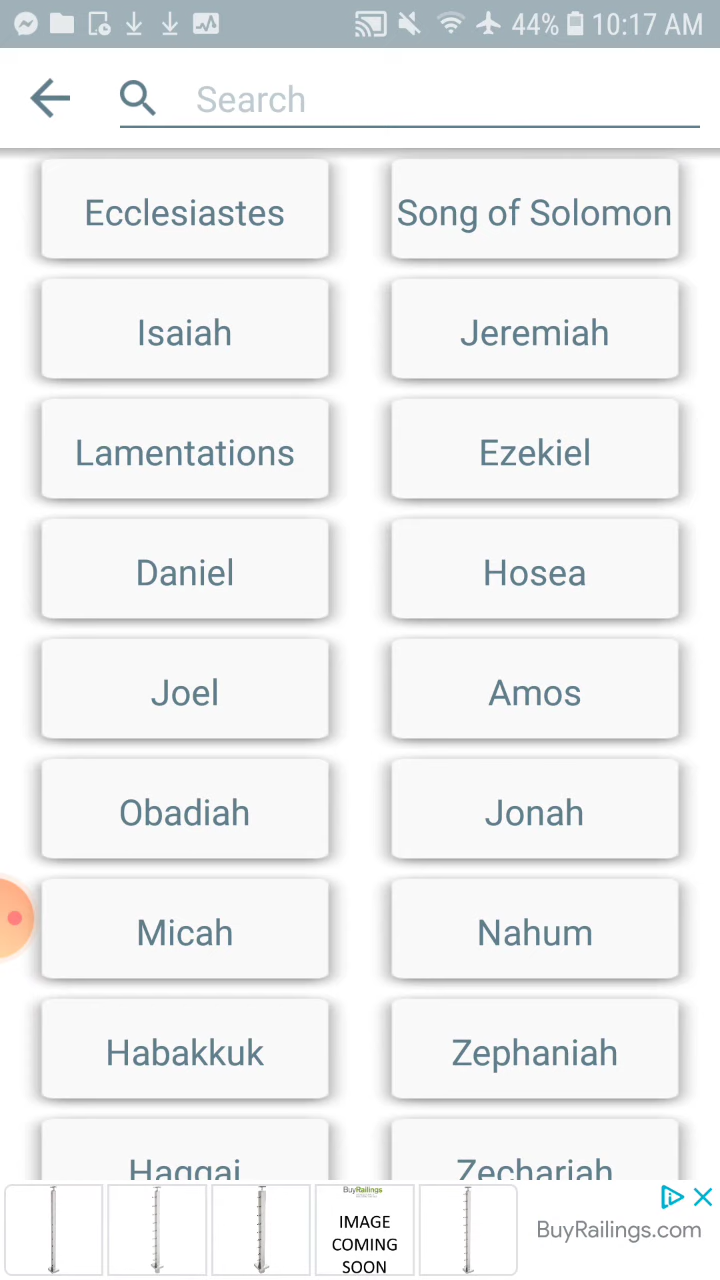 44% 10:17 AM
Search
Ecclesiastes Song of Solomon
Isaiah Jeremiah
Lamentations Ezekiel
Daniel Hosea
Joel Amos
Obadiah Jonah
Micah Nahum
Habakkuk Zephaniah
Haggai Zechariah
BuyRailings
IMAGE
COMING
SOON
BuyRailings.com